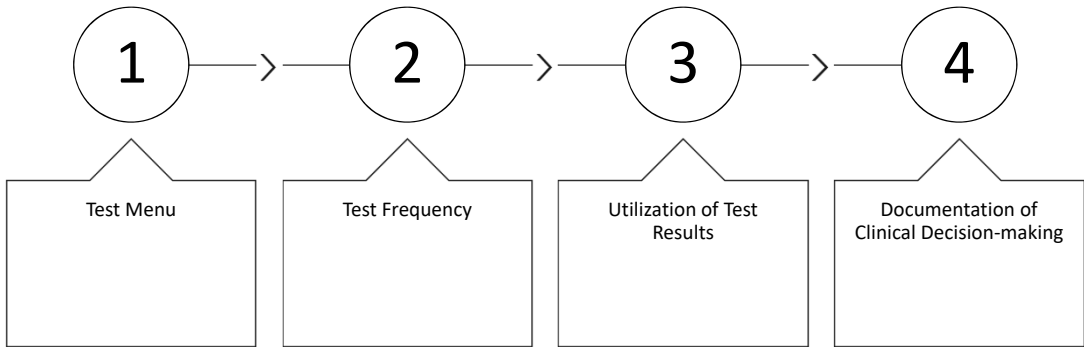 1
2
3
4
Test Menu
Test Frequency
Utilization of Test
Results
Documentation of
Clinical Decision-making